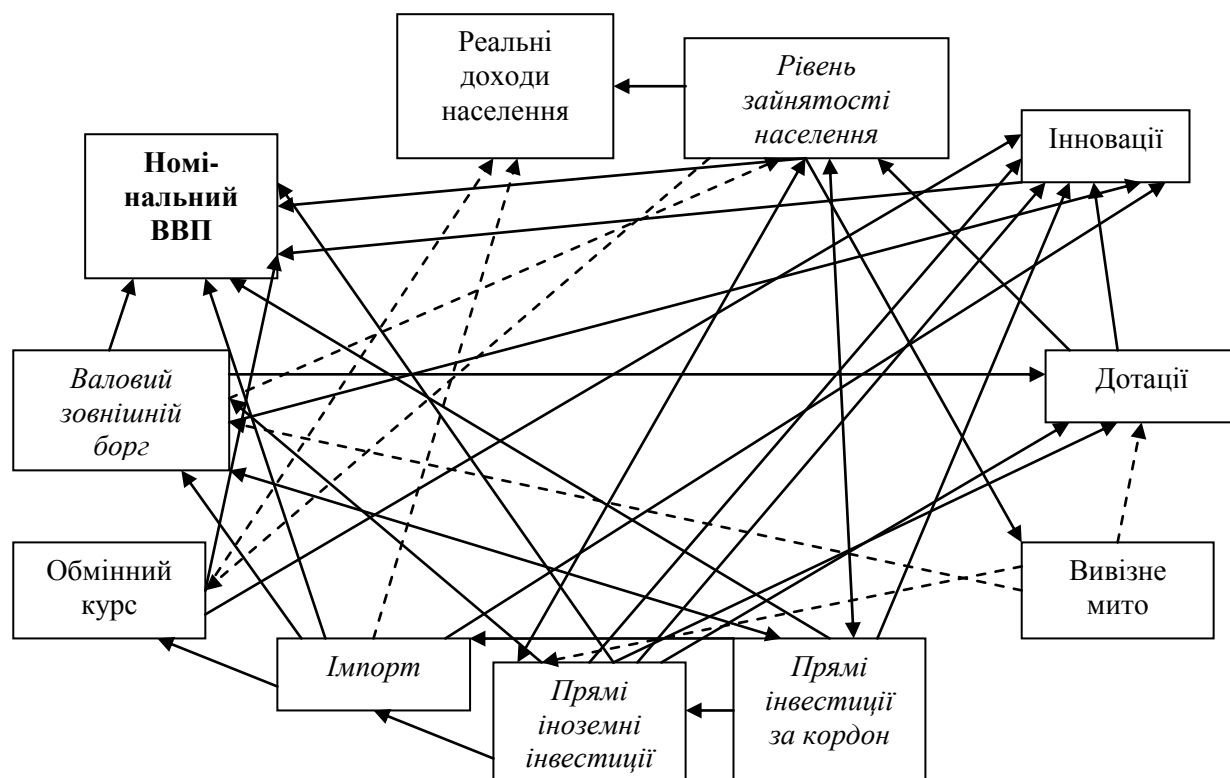 Реальні
доходи
населення
Рівень
зайнятості
населення
Інновації
Номі-
нальний
ВВП
Валовий
зовнішній
борг
Дотації
Обмінний
курс
Вивізне
мито
Імпорт
Прямі
іноземні
інвестиції
Прямі
інвестиції
за кордон